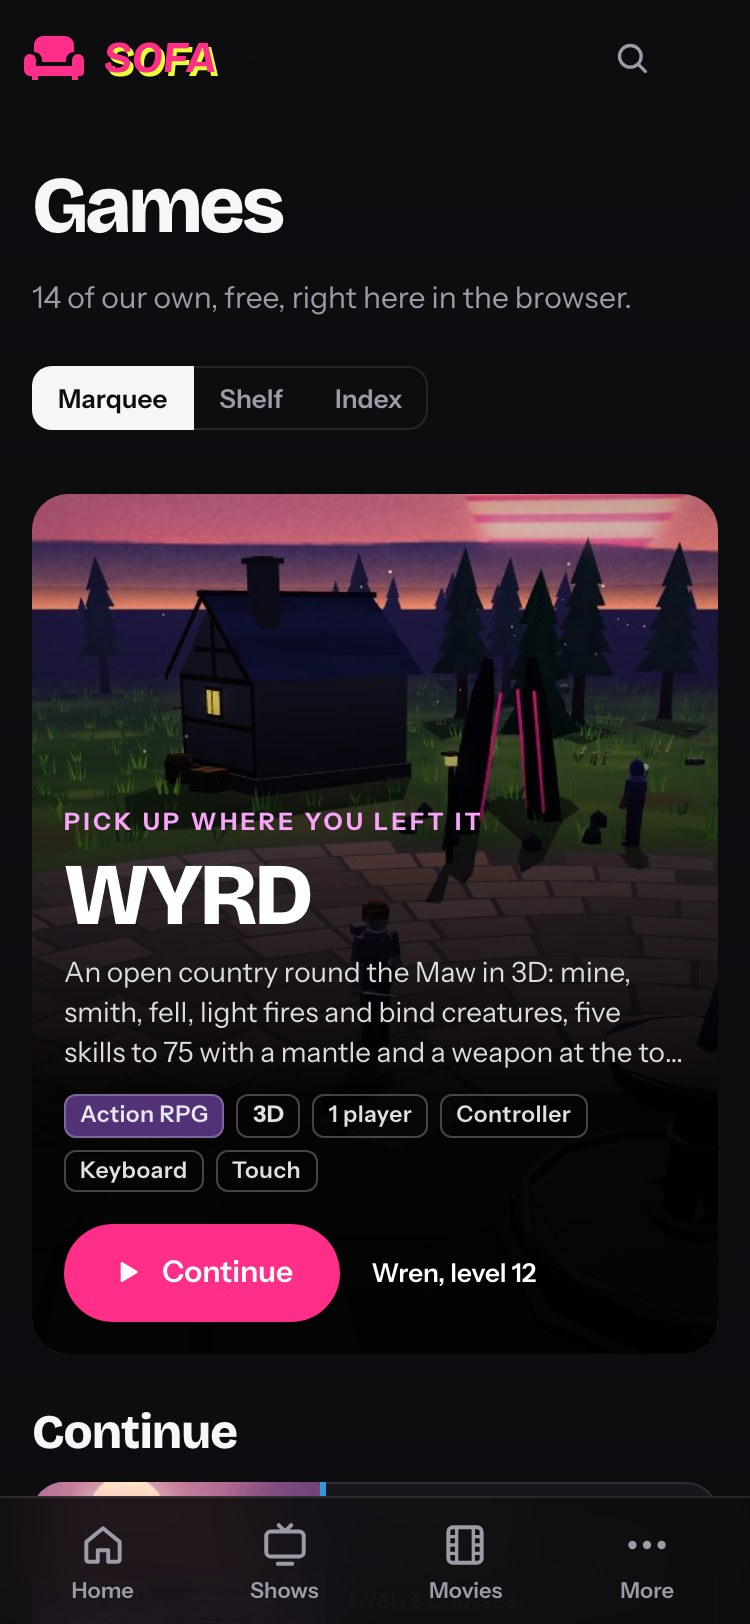 SOFA
Games
14 of our own, free, right here in the browser.
Marquee
Shelf
Index
PICK UP WHERE YOU LEFT IT
WYRD
An open country round the Maw in 3D: mine,
smith, fell, light fires and bind creatures, five
skills to 75 with a mantle and a weapon at the to...
Action RPG
3D
1 player
Controller
Keyboard
Touch
Continue
Wren, level 12
Continue
twelve courses.
Home
Shows
Movies
More